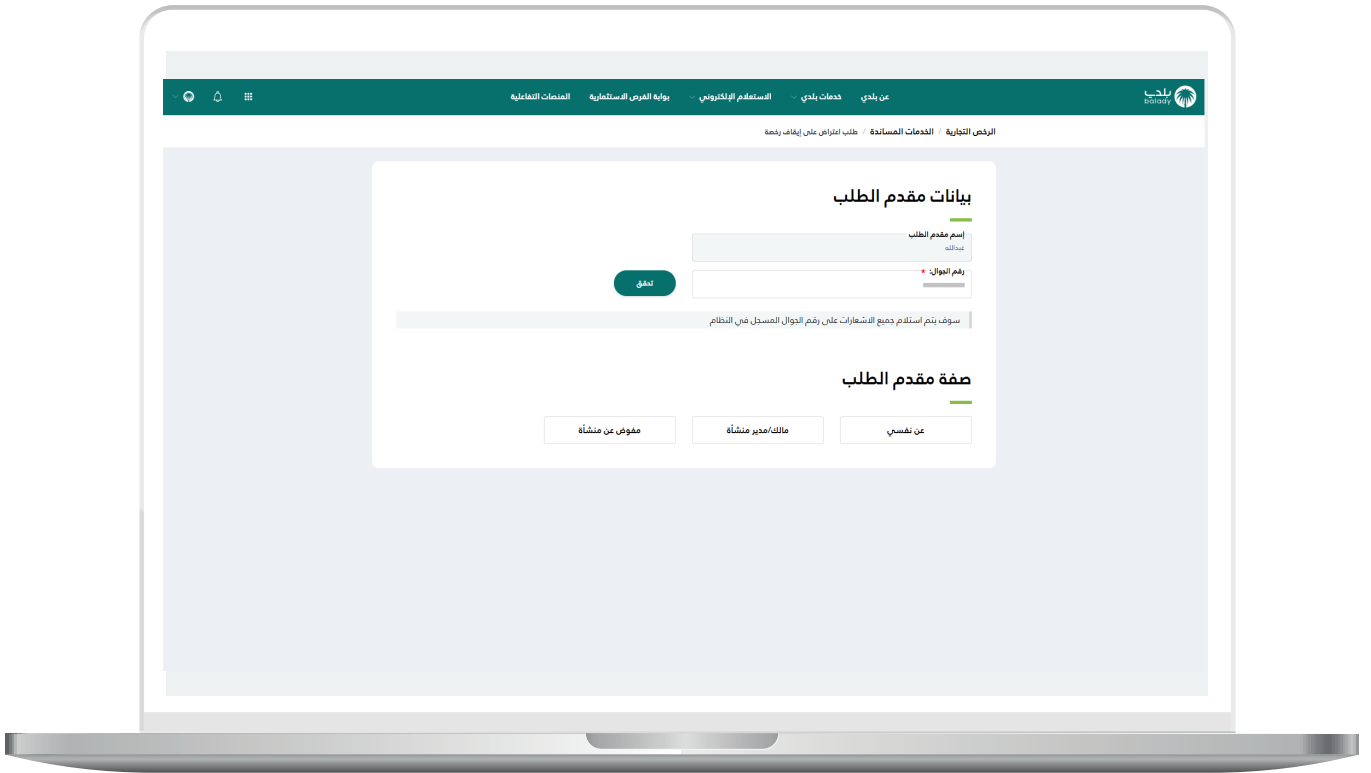 بلدي
balady
عن بلدي خدمات بلدي الاستعلام الإلكتروني بوابة الفرص الاستثمارية المنصات التفاعلية
الرخص التجارية / الخدمات المساندة / طلب اعتراض على إيقاف رخصة
بيانات مقدم الطلب
إسم مقدم الطلب
عبدالله
رقم الجوال: *
تحقق
سوف يتم استلام جميع الاشعارات على رقم الجوال المسجل في النظام
صفة مقدم الطلب
عن نفسي
مالك/مدير منشأة
مفوض عن منشأة